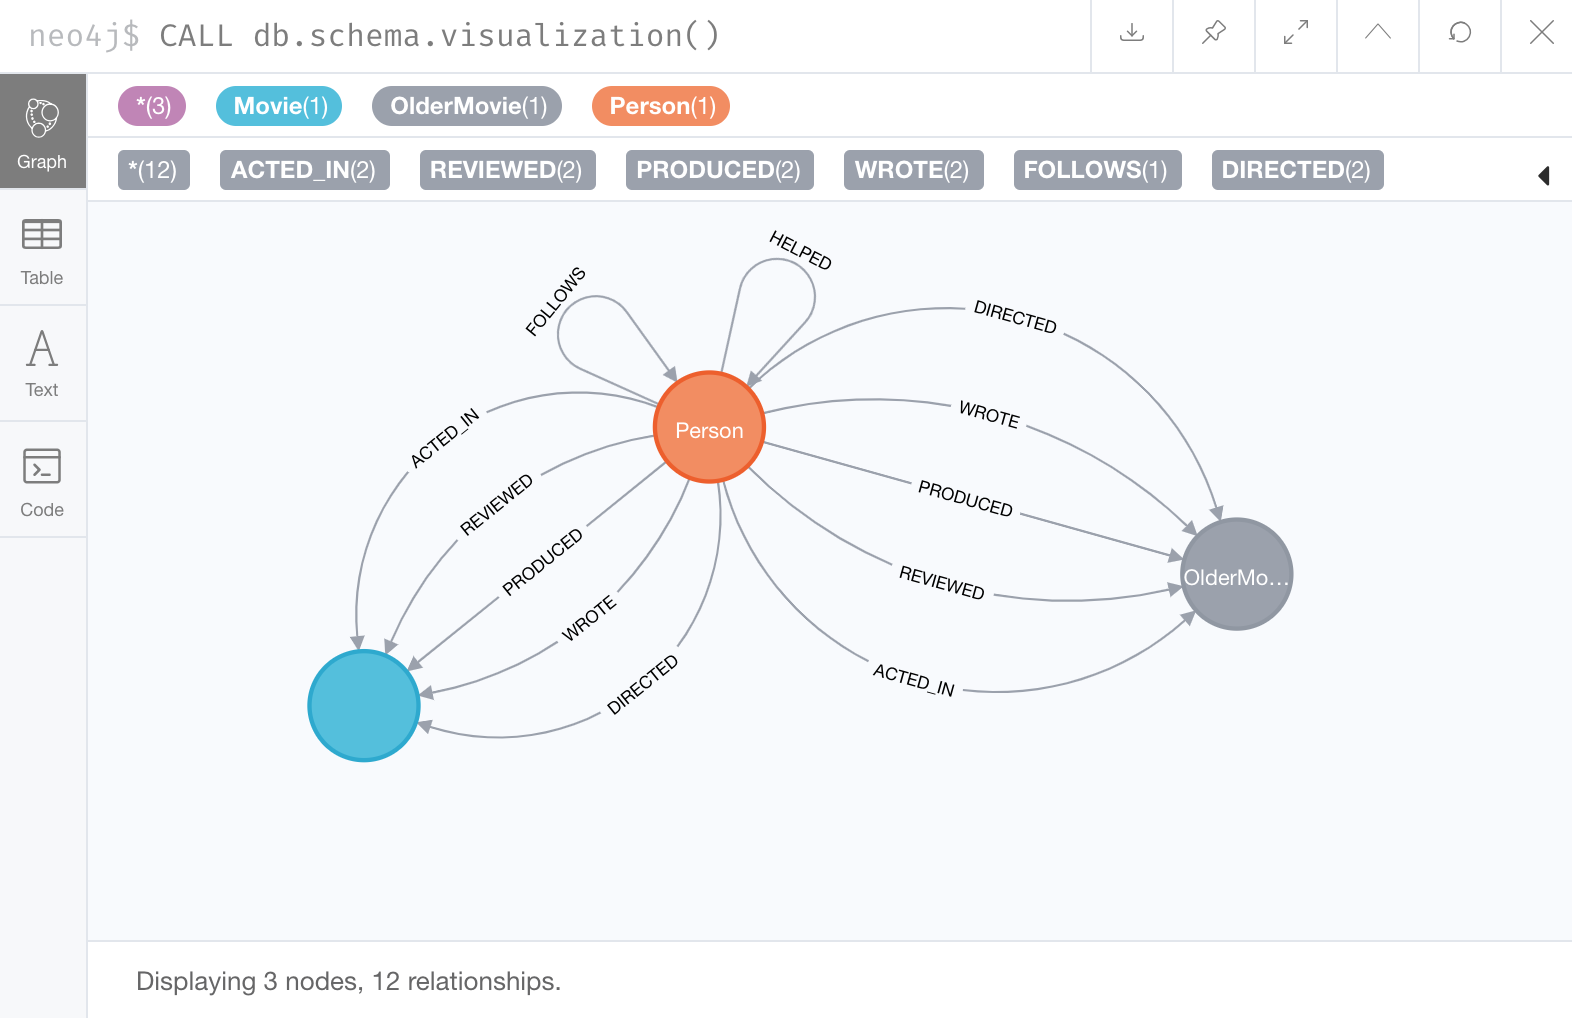 neo4j$ CALL db.schema.visualization()
*(3) Movie(1) OlderMovie(1) Person(1)
*(12) ACTED_IN(2) REVIEWED(2) PRODUCED(2) WROTE(2) FOLLOWS(1) DIRECTED(2)
Graph
Table
Text
Code
HELPED
FOLLOWS
DIRECTED
ACTED_IN
WROTE
Person
REVIEWED
PRODUCED
PRODUCED
OlderMo...
REVIEWED
WROTE
DIRECTED
ACTED_IN
Displaying 3 nodes, 12 relationships.